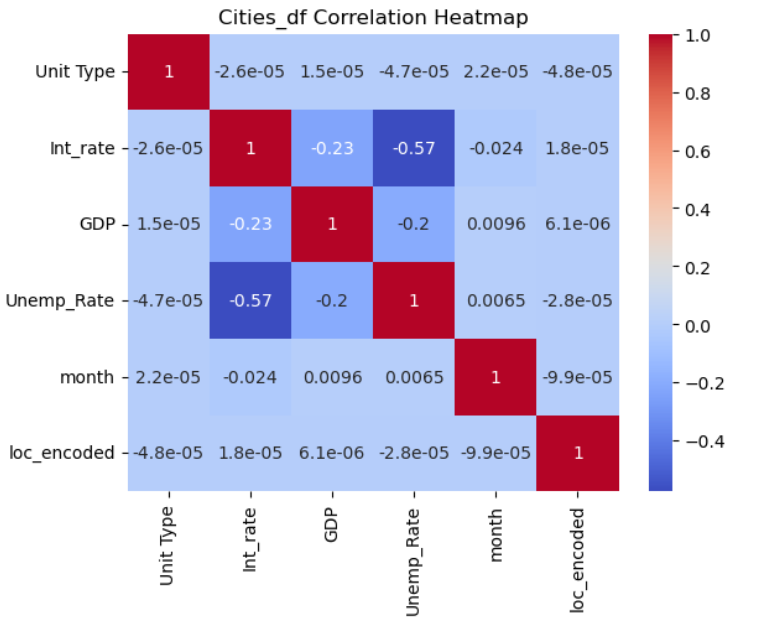 Cities_df Correlation Heatmap
Unit Type 1 -2.6e-05 1.5e-05 -4.7e-05 2.2e-05 -4.8e-05
Int_rate -2.6e-05 1 -0.23 -0.57 -0.024 1.8e-05
GDP 1.5e-05 -0.23 1 -0.2 0.0096 6.1e-06
Unemp_Rate -4.7e-05 -0.57 -0.2 1 0.0065 -2.8e-05
month 2.2e-05 -0.024 0.0096 0.0065 1 -9.9e-05
loc_encoded -4.8e-05 1.8e-05 6.1e-06 -2.8e-05 -9.9e-05 1
Unit Type
Int_rate
GDP
Unemp_Rate
month
loc_encoded
1.0
0.8
0.6
0.4
0.2
0.0
−0.2
−0.4